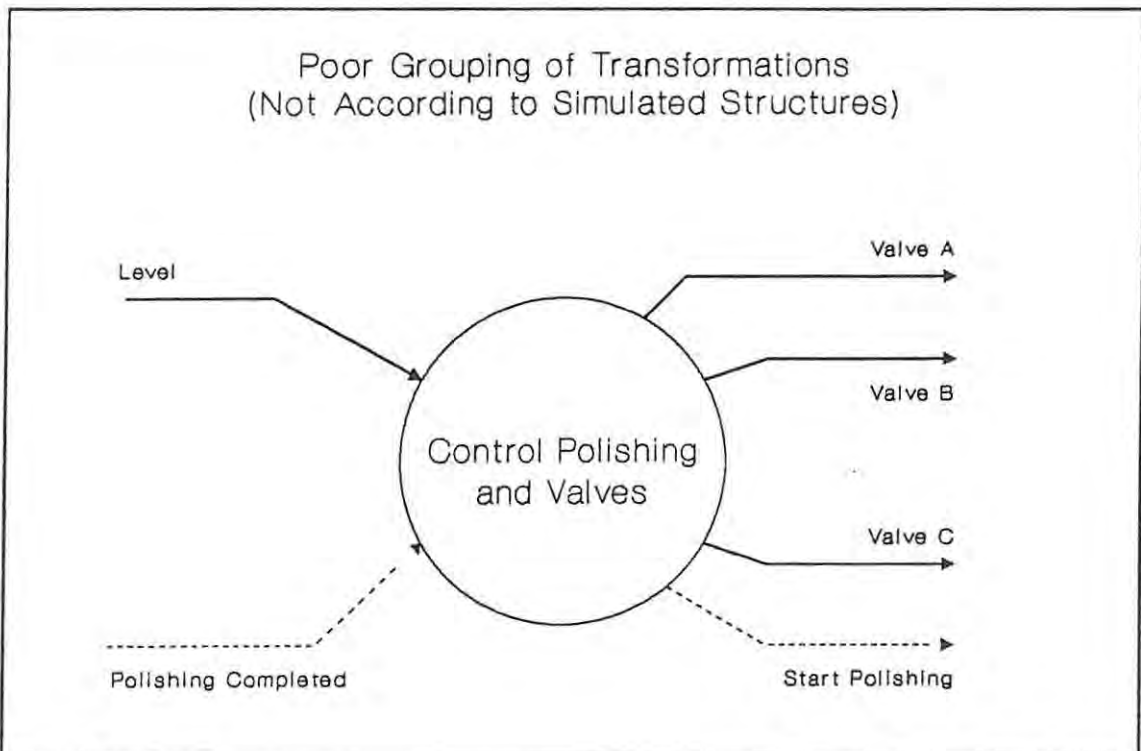 Poor Grouping of Transformations
(Not According to Simulated Structures)
Valve A
Level
Valve B
Control Polishing
and Valves
Valve C
Polishing Completed
Start Polishing